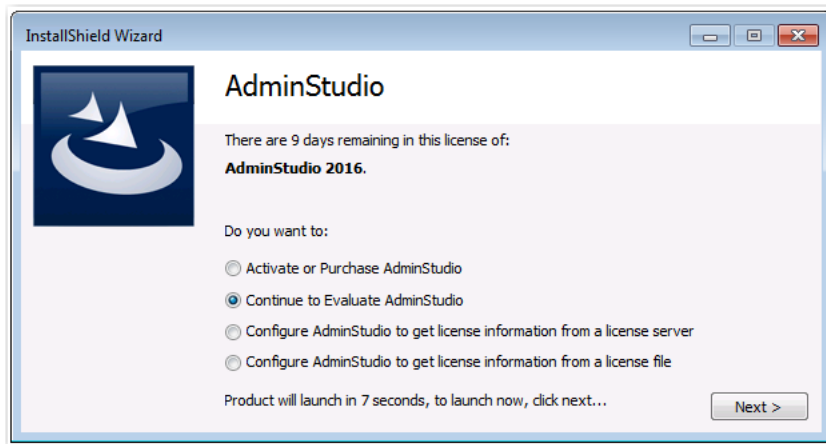 InstallShield Wizard
AdminStudio
There are 9 days remaining in this license of:
AdminStudio 2016.
Do you want to:
Activate or Purchase AdminStudio
Continue to Evaluate AdminStudio
Configure AdminStudio to get license information from a license server
Configure AdminStudio to get license information from a license file
Product will launch in 7 seconds, to launch now, click next...
Next >